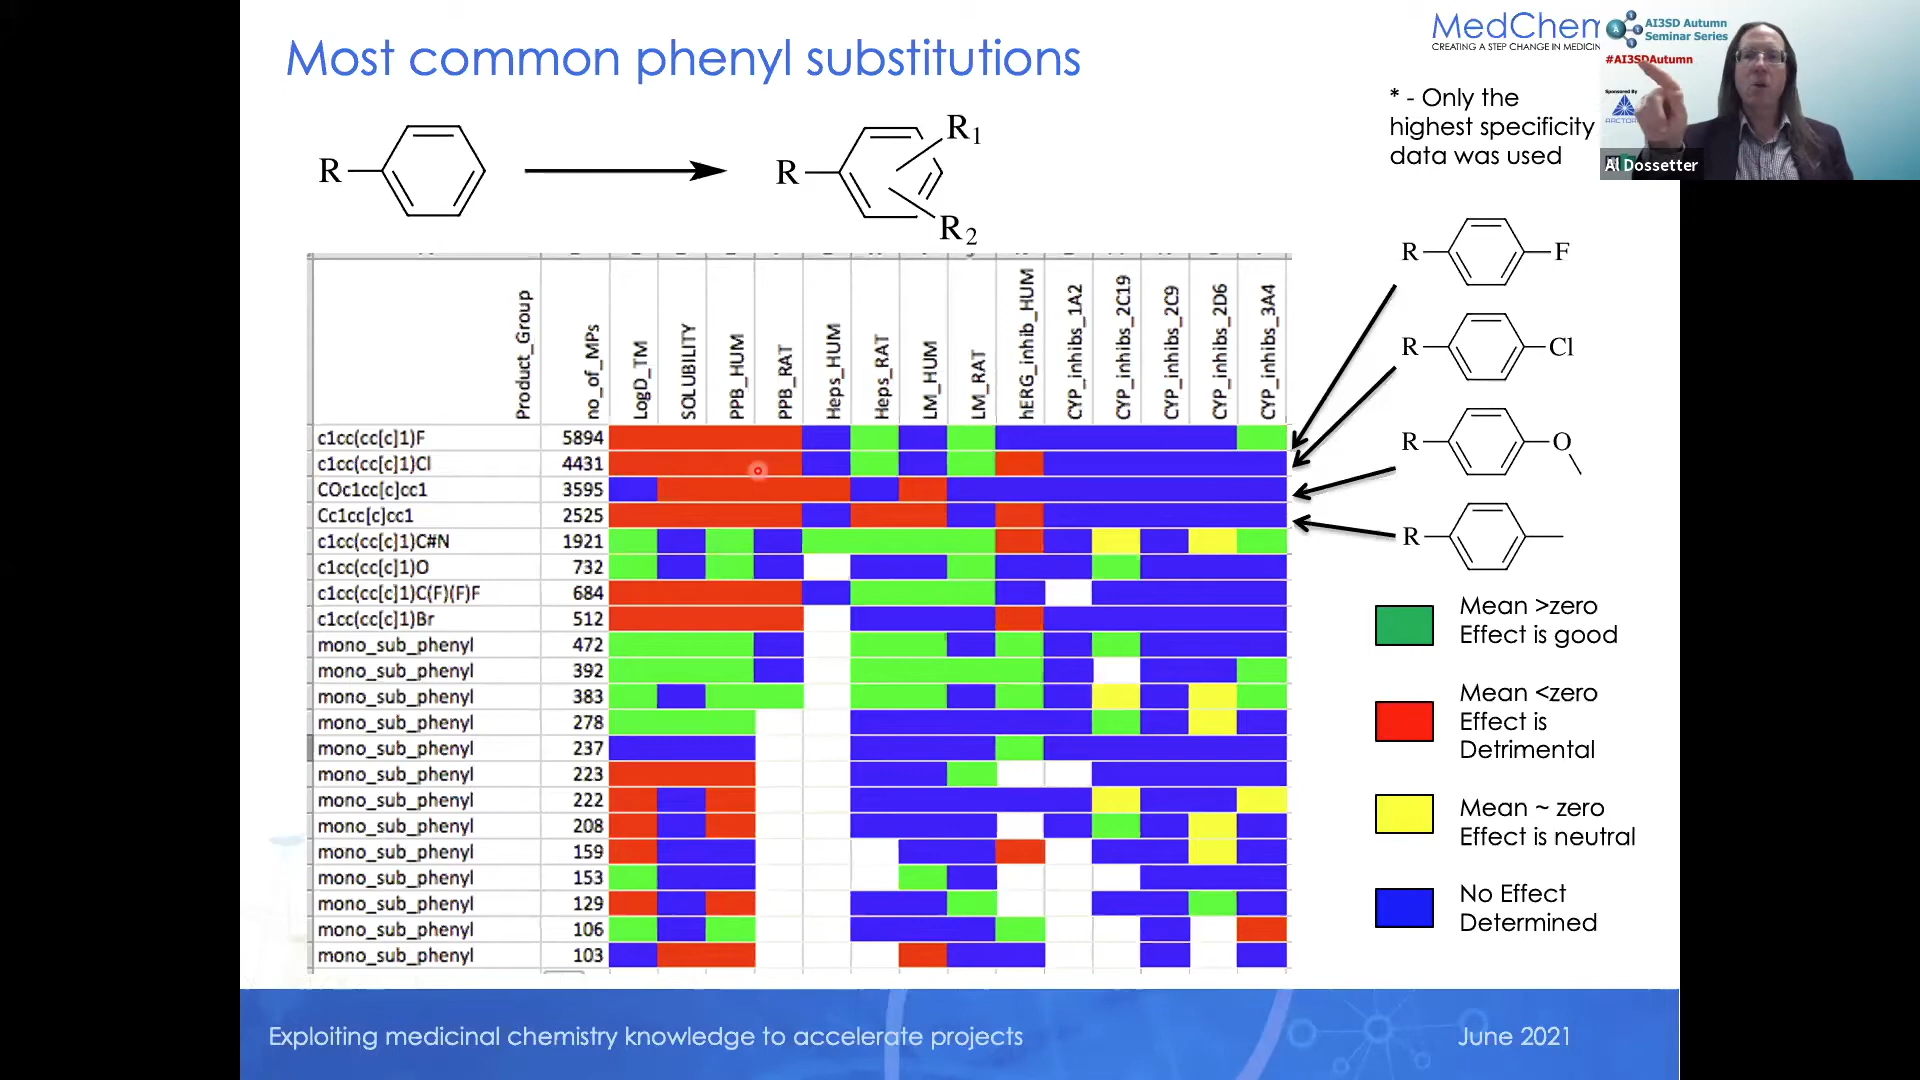 Most common phenyl substitutions
MedChem
CREATING A STEP CHANGE IN MEDICIN
AI3SD Autumn
Seminar Series
#AI3SDAutumn
Sponsored By
Al Dossetter
* - Only the
highest specificity
data was used
R
R
R1
R2
R F
R Cl
R O
R
Product_Group no_of_MPs LogD_TM SOLUBILITY PPB_HUM PPB_RAT Heps_HUM Heps_RAT LM_HUM LM_RAT hERG_inhib_HUM CYP_inhibs_1A2 CYP_inhibs_2C19 CYP_inhibs_2C9 CYP_inhibs_2D6 CYP_inhibs_3A4
c1cc(cc[c]1)F 5894
c1cc(cc[c]1)Cl 4431
COc1cc[c]cc1 3595
Cc1cc[c]cc1 2525
c1cc(cc[c]1)C#N 1921
c1cc(cc[c]1)O 732
c1cc(cc[c]1)C(F)(F)F 684
c1cc(cc[c]1)Br 512
mono_sub_phenyl 472
mono_sub_phenyl 392
mono_sub_phenyl 383
mono_sub_phenyl 278
mono_sub_phenyl 237
mono_sub_phenyl 223
mono_sub_phenyl 222
mono_sub_phenyl 208
mono_sub_phenyl 159
mono_sub_phenyl 153
mono_sub_phenyl 129
mono_sub_phenyl 106
mono_sub_phenyl 103
Mean >zero
Effect is good
Mean <zero
Effect is
Detrimental
Mean ~ zero
Effect is neutral
No Effect
Determined
Exploiting medicinal chemistry knowledge to accelerate projects
June 2021